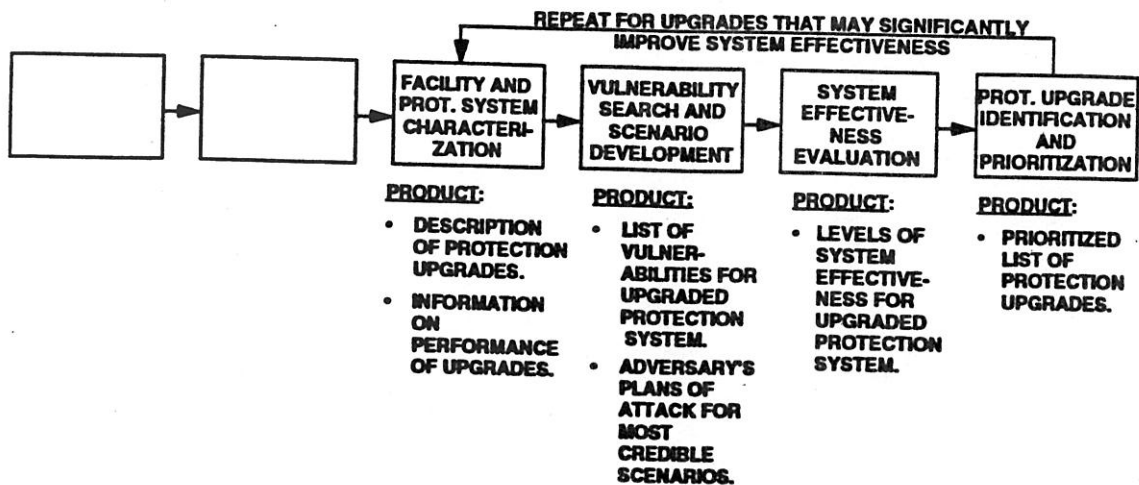 REPEAT FOR UPGRADES THAT MAY SIGNIFICANTLY
IMPROVE SYSTEM EFFECTIVENESS
FACILITY AND
PROT. SYSTEM
CHARACTERI-
ZATION
VULNERABILITY
SEARCH AND
SCENARIO
DEVELOPMENT
SYSTEM
EFFECTIVE-
NESS
EVALUATION
PROT. UPGRADE
IDENTIFICATION
AND
PRIORITIZATION
PRODUCT:
• DESCRIPTION
OF PROTECTION
UPGRADES.
• INFORMATION
ON
PERFORMANCE
OF UPGRADES.
PRODUCT:
• LIST OF
VULNER-
ABILITIES FOR
UPGRADED
PROTECTION
SYSTEM.
• ADVERSARY'S
PLANS OF
ATTACK FOR
MOST
CREDIBLE
SCENARIOS.
PRODUCT:
• LEVELS OF
SYSTEM
EFFECTIVE-
NESS FOR
UPGRADED
PROTECTION
SYSTEM.
PRODUCT:
• PRIORITIZED
LIST OF
PROTECTION
UPGRADES.